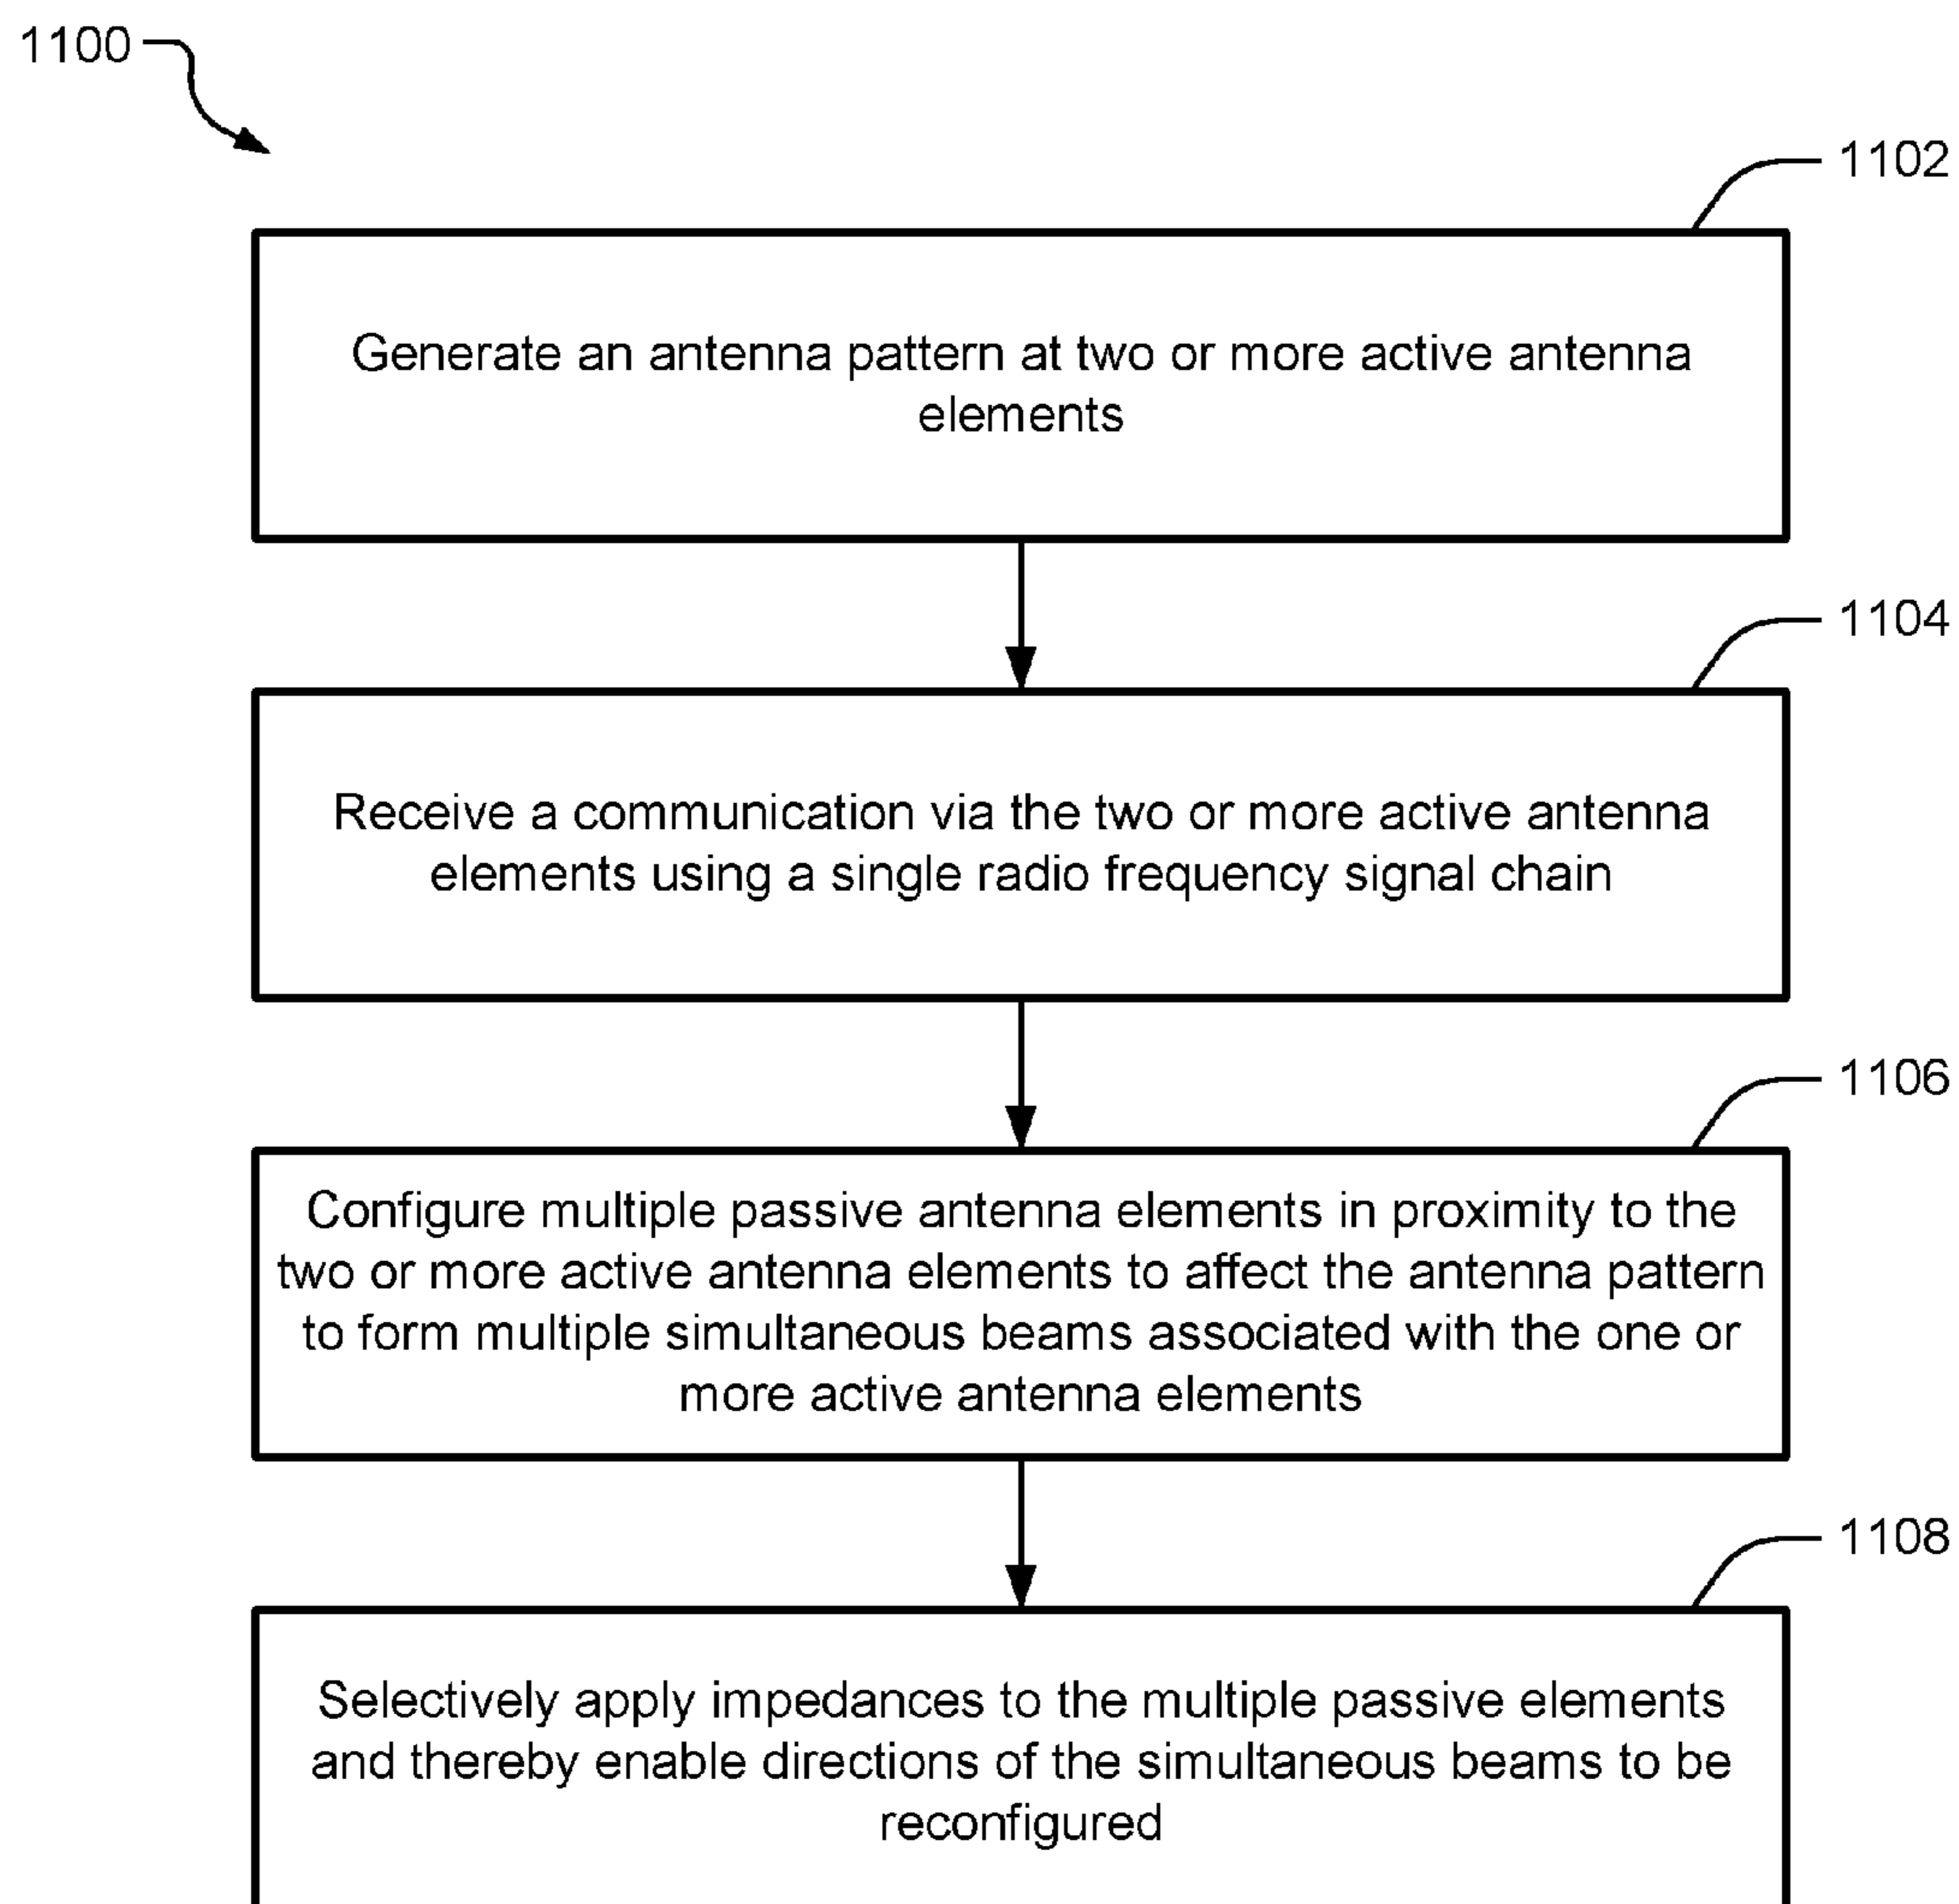 1100
1102
Generate an antenna pattern at two or more active antenna
elements
1104
Receive a communication via the two or more active antenna
elements using a single radio frequency signal chain
1106
Configure multiple passive antenna elements in proximity to the
two or more active antenna elements to affect the antenna pattern
to form multiple simultaneous beams associated with the one or
more active antenna elements
1108
Selectively apply impedances to the multiple passive elements
and thereby enable directions of the simultaneous beams to be
reconfigured